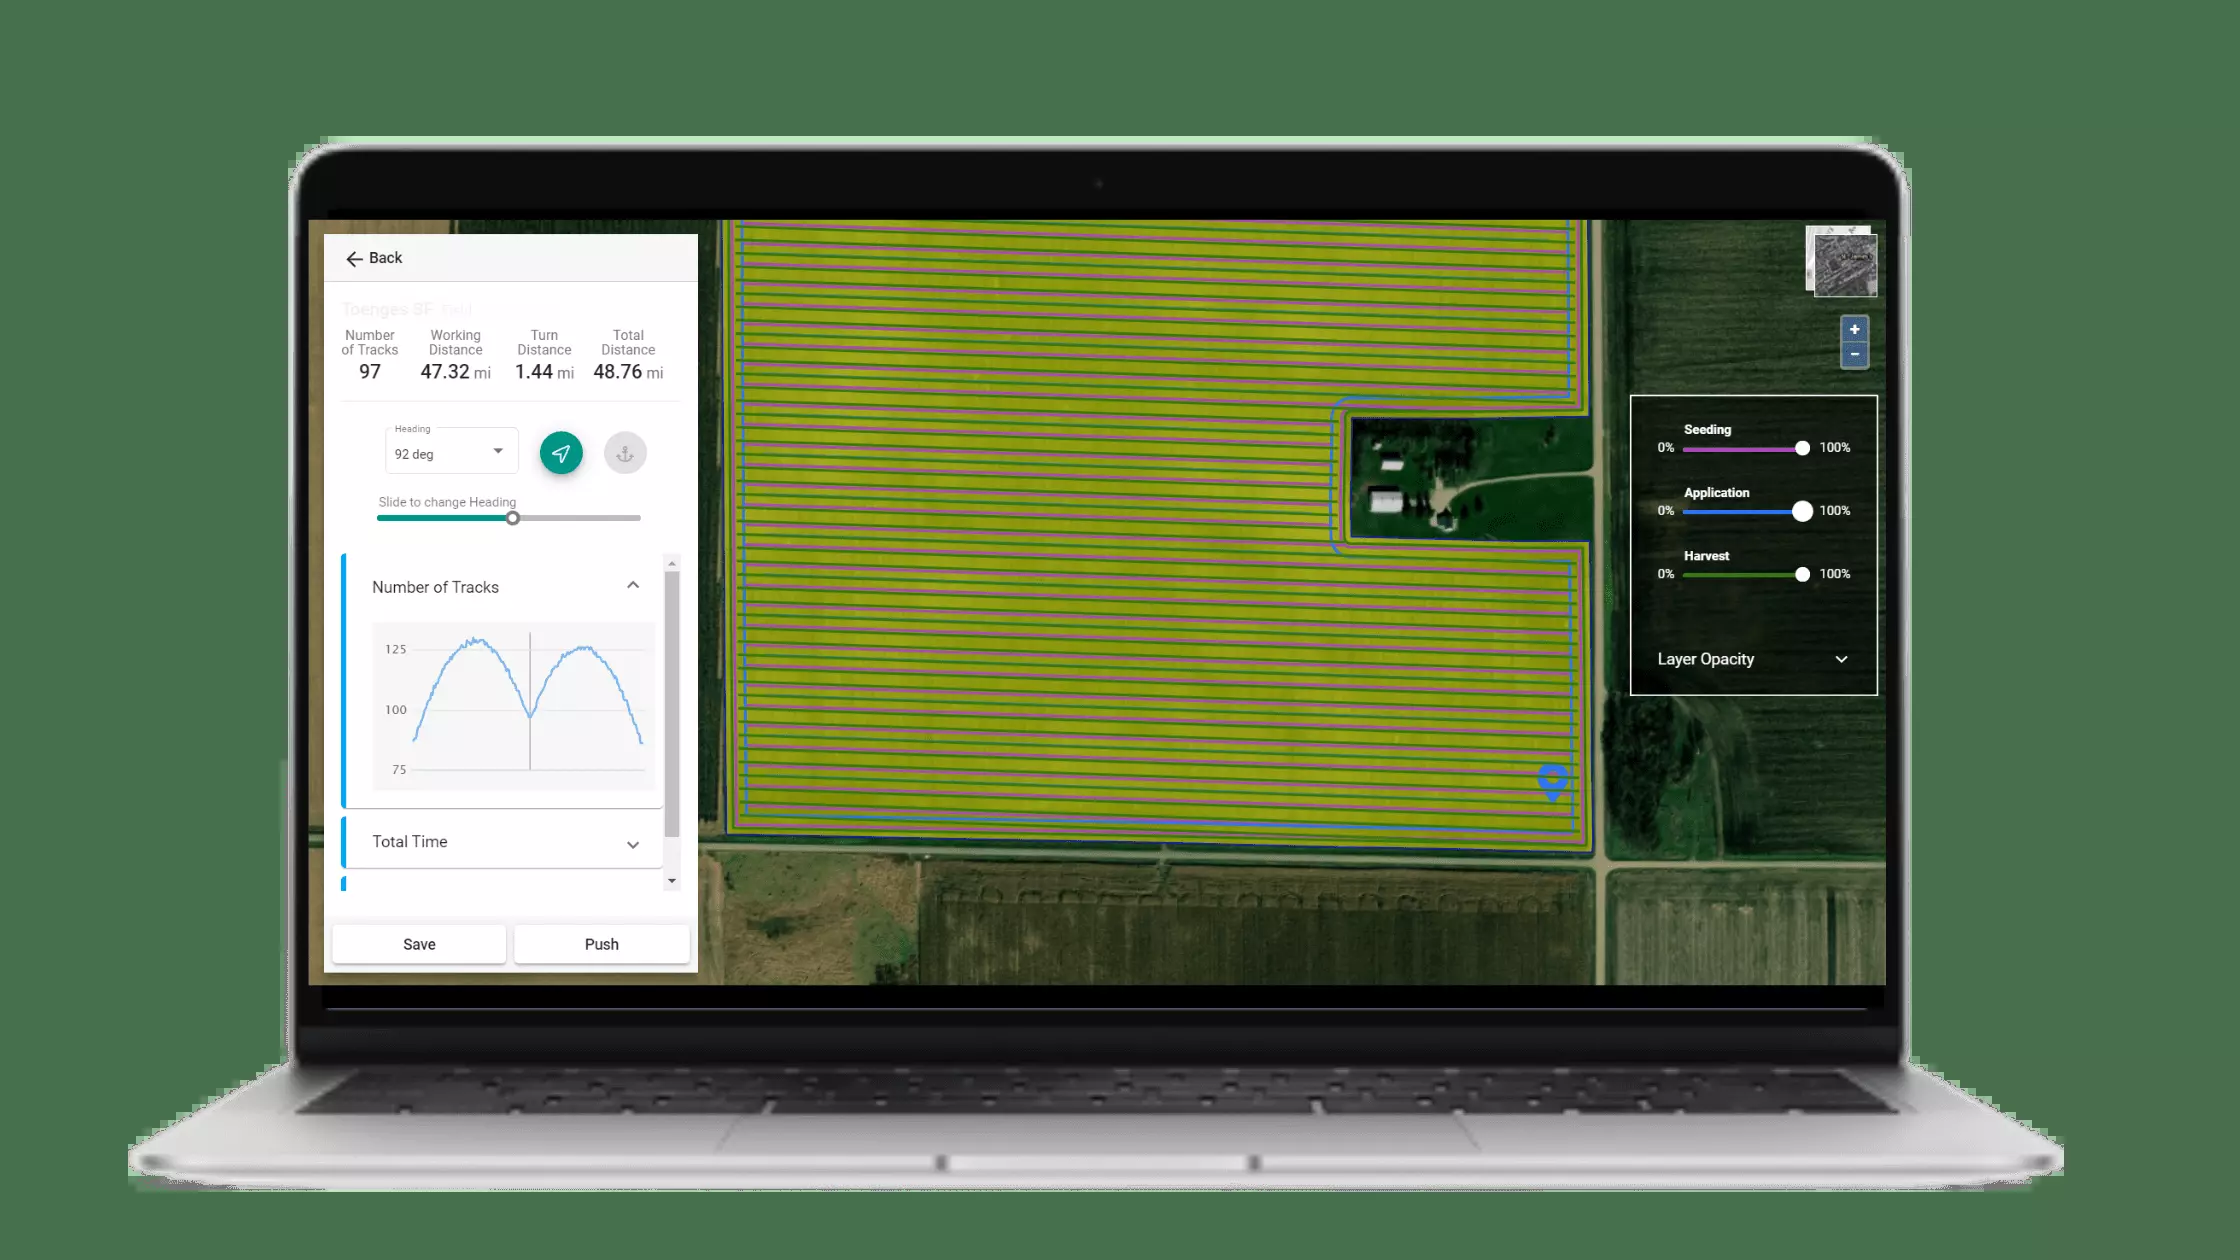 Back
Toenges BF Field
Number of Tracks
97
Working Distance
47.32 mi
Turn Distance
1.44 mi
Total Distance
48.76 mi
Heading
92 deg
Slide to change Heading
Number of Tracks
125
100
75
Total Time
Save
Push
+
-
Seeding
0% 100%
Application
0% 100%
Harvest
0% 100%
Layer Opacity